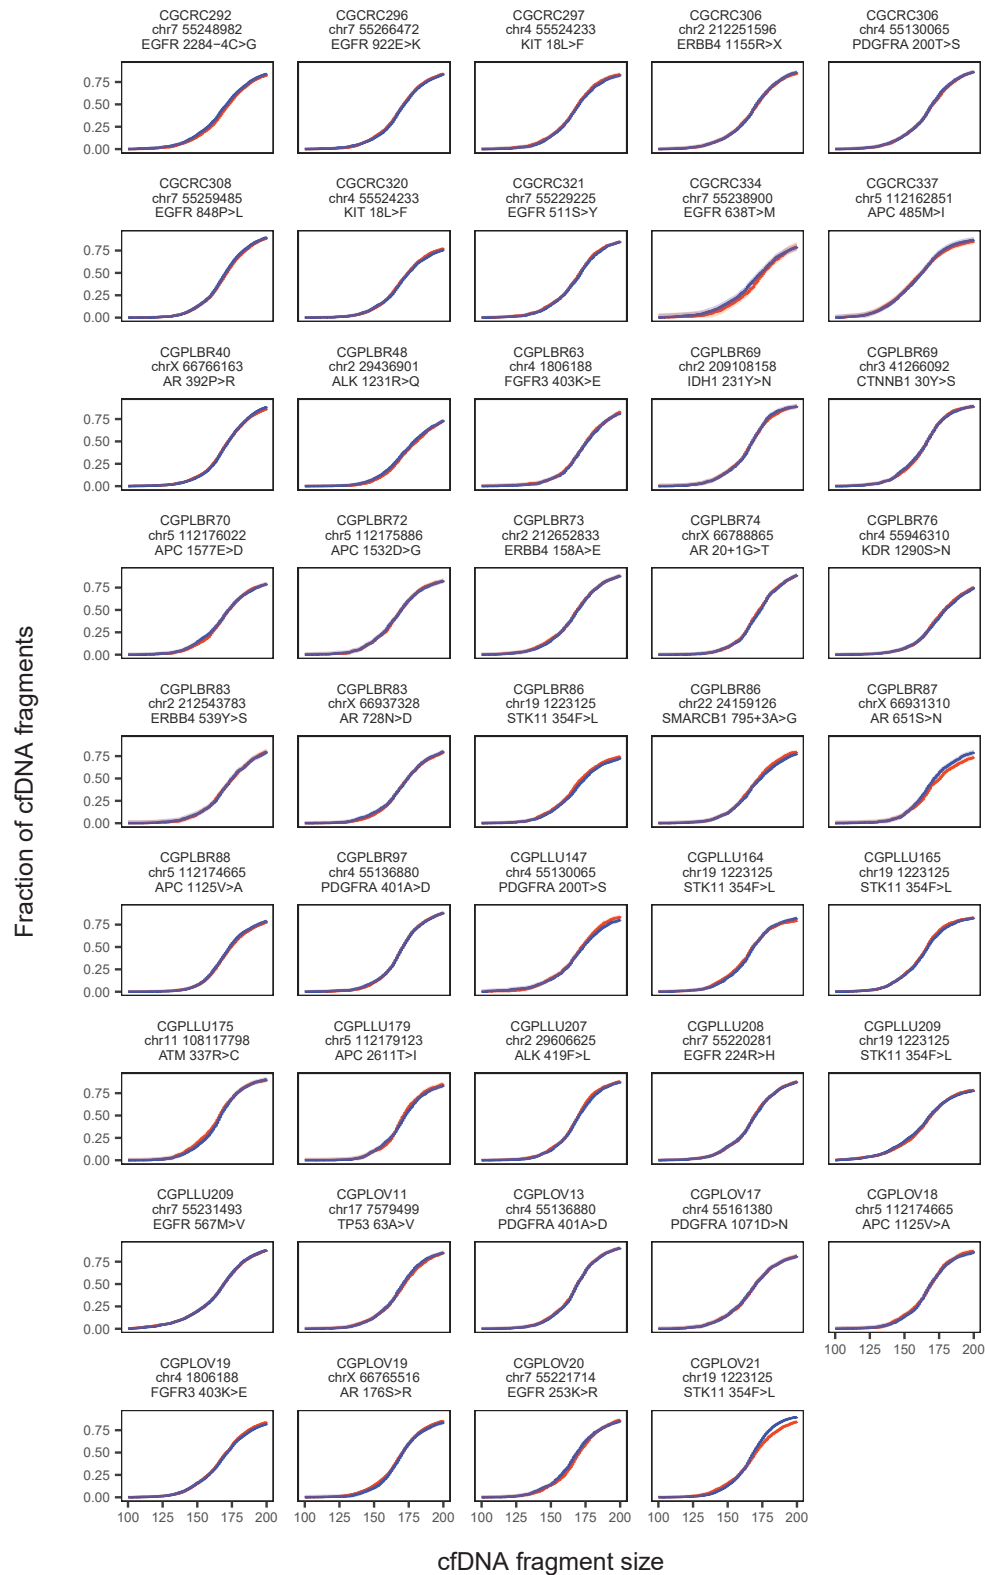 CGCRC292 CGCRC296 CGCRC297 CGCRC306 CGCRC306
chr7 55248982 chr7 55266472 chr4 55524233 chr2 212251596 chr4 55130065
EGFR 2284−4C>G EGFR 922E>K KIT 18L>F ERBB4 1155R>X PDGFRA 200T>S
0.75
0.50
0.25
0.00
CGCRC308 CGCRC320 CGCRC321 CGCRC334 CGCRC337
chr7 55259485 chr4 55524233 chr7 55229225 chr7 55238900 chr5 112162851
EGFR 848P>L KIT 18L>F EGFR 511S>Y EGFR 638T>M APC 485M>I
0.75
0.50
0.25
0.00
CGPLBR40 CGPLBR48 CGPLBR63 CGPLBR69 CGPLBR69
chrX 66766163 chr2 29436901 chr4 1806188 chr2 209108158 chr3 41266092
AR 392P>R ALK 1231R>Q FGFR3 403K>E IDH1 231Y>N CTNNB1 30Y>S
0.75
0.50
0.25
0.00
CGPLBR70 CGPLBR72 CGPLBR73 CGPLBR74 CGPLBR76
chr5 112176022 chr5 112175886 chr2 212652833 chrX 66788865 chr4 55946310
APC 1577E>D APC 1532D>G ERBB4 158A>E AR 20+1G>T KDR 1290S>N
0.75
0.50
0.25
0.00
Fraction of cfDNA fragments
CGPLBR83 CGPLBR83 CGPLBR86 CGPLBR86 CGPLBR87
chr2 212543783 chrX 66937328 chr19 1223125 chr22 24159126 chrX 66931310
ERBB4 539Y>S AR 728N>D STK11 354F>L SMARCB1 795+3A>G AR 651S>N
0.75
0.50
0.25
0.00
CGPLBR88 CGPLBR97 CGPLLU147 CGPLLU164 CGPLLU165
chr5 112174665 chr4 55136880 chr4 55130065 chr19 1223125 chr19 1223125
APC 1125V>A PDGFRA 401A>D PDGFRA 200T>S STK11 354F>L STK11 354F>L
0.75
0.50
0.25
0.00
CGPLLU175 CGPLLU179 CGPLLU207 CGPLLU208 CGPLLU209
chr11 108117798 chr5 112179123 chr2 29606625 chr7 55220281 chr19 1223125
ATM 337R>C APC 2611T>I ALK 419F>L EGFR 224R>H STK11 354F>L
0.75
0.50
0.25
0.00
CGPLLU209 CGPLOV11 CGPLOV13 CGPLOV17 CGPLOV18
chr7 55231493 chr17 7579499 chr4 55136880 chr4 55161380 chr5 112174665
EGFR 567M>V TP53 63A>V PDGFRA 401A>D PDGFRA 1071D>N APC 1125V>A
0.75
0.50
0.25
0.00
100 125 150 175 200
CGPLOV19 CGPLOV19 CGPLOV20 CGPLOV21
chr4 1806188 chrX 66765516 chr7 55221714 chr19 1223125
FGFR3 403K>E AR 176S>R EGFR 253K>R STK11 354F>L
0.75
0.50
0.25
0.00
100 125 150 175 200 100 125 150 175 200 100 125 150 175 200 100 125 150 175 200
cfDNA fragment size